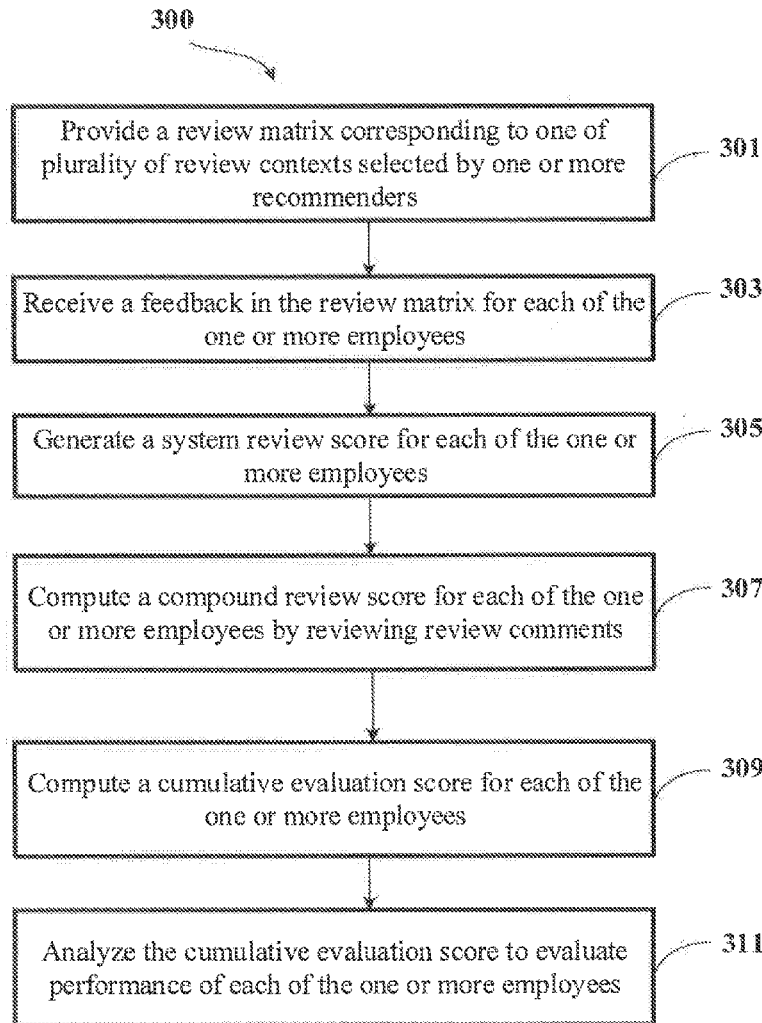 300
Provide a review matrix corresponding to one of
plurality of review contexts selected by one or more
recommenders
301
Receive a feedback in the review matrix for each of the
one or more employees
303
Generate a system review score for each of the one or
more employees
305
Compute a compound review score for each of the one
or more employees by reviewing review comments
307
Compute a cumulative evaluation score for each of the
one or more employees
309
Analyze the cumulative evaluation score to evaluate
performance of each of the one or more employees
311